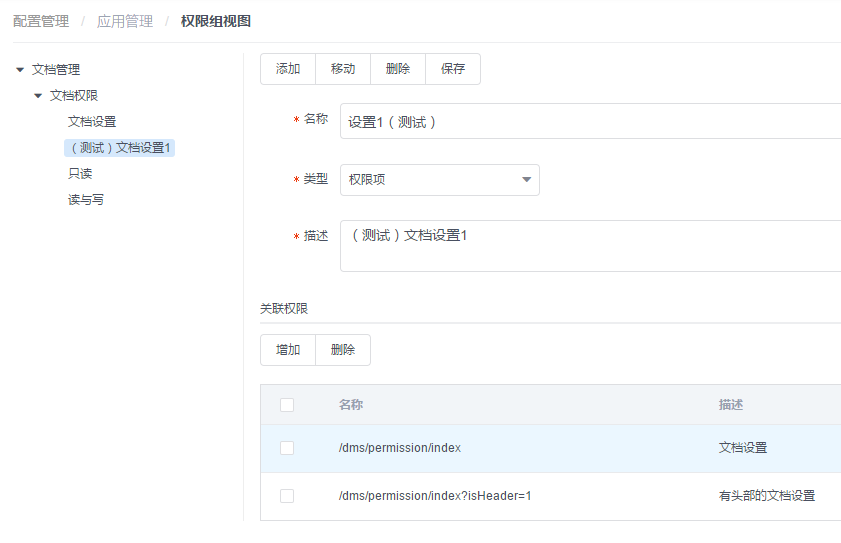 配置管理 / 应用管理 / 权限组视图
文档管理
文档权限
文档设置
（测试）文档设置1
只读
读与写
添加 移动 删除 保存
* 名称 设置1（测试）
* 类型 权限项
* 描述 （测试）文档设置1
关联权限
增加 删除
名称 描述
/dms/permission/index 文档设置
/dms/permission/index?isHeader=1 有头部的文档设置